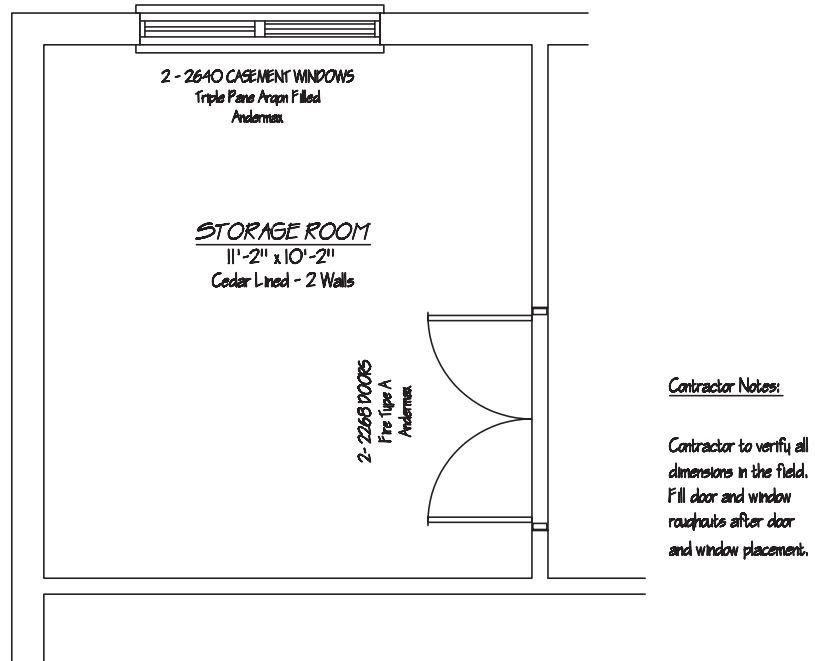 2 - 2640 CASEMENT WINDOWS
Triple Pane Argon Filled
Andermax
STORAGE ROOM
11'-2" x 10'-2"
Cedar Lined - 2 Walls
2- 2268 DOORS
Fire Type A
Andermax
Contractor Notes:
Contractor to verify all
dimensions in the field.
Fill door and window
roughouts after door
and window placement.